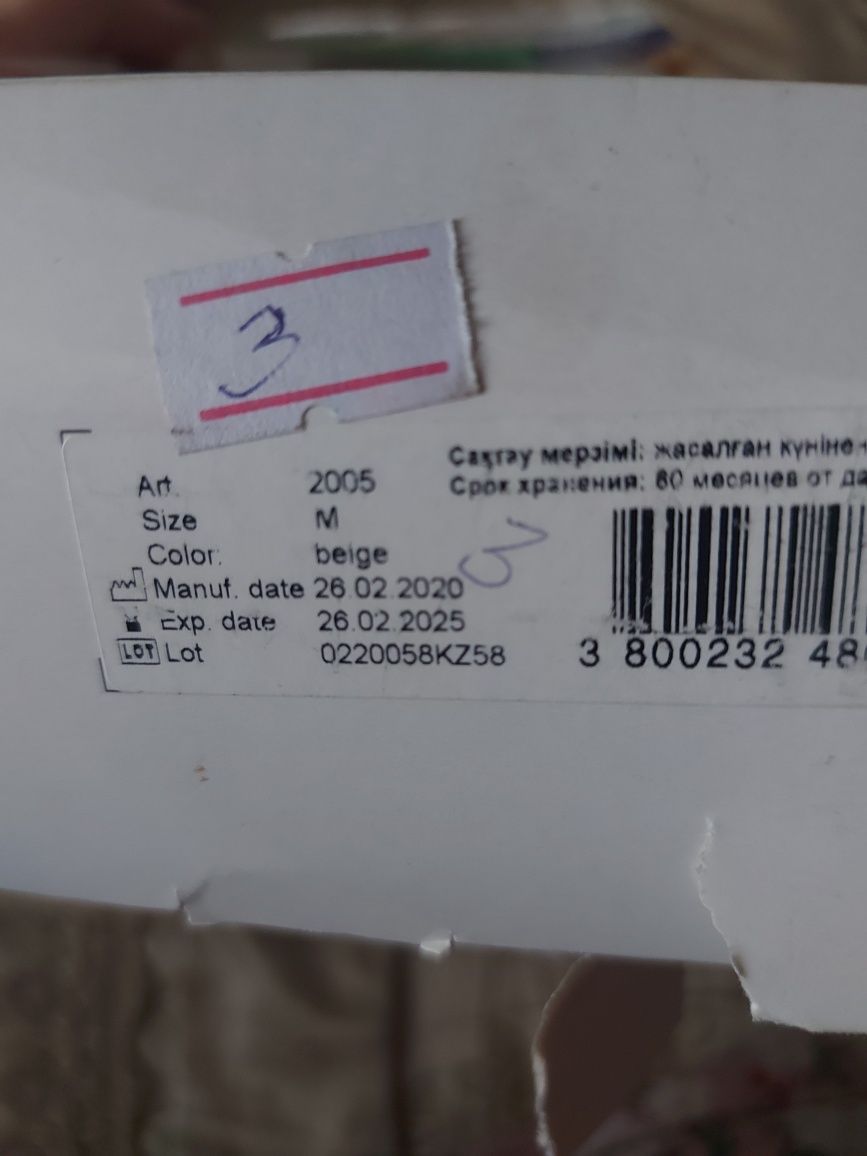 3
Сақтау мерзімі: жасалған күніне
Art. 2005
Срок хранения: 60 месяцев от да
Size M
Color: beige
Manuf. date 26.02.2020
Exp. date 26.02.2025
LOT Lot 0220058KZ58
3 800232 48